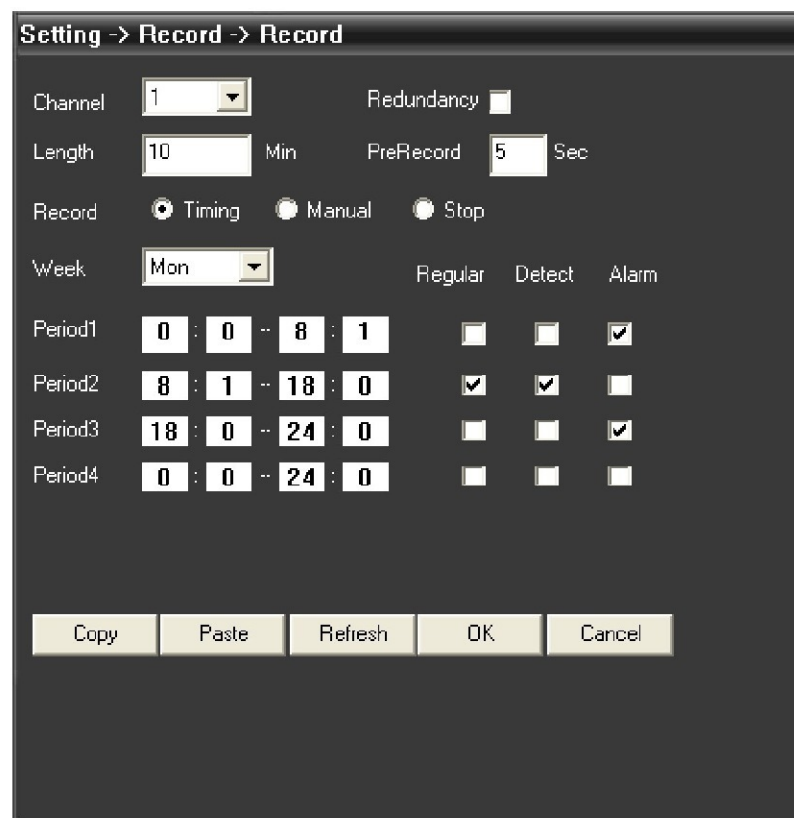 Setting -> Record -> Record
Channel 1 Redundancy
Length 10 Min PreRecord 5 Sec
Record Timing Manual Stop
Week Mon Regular Detect Alarm
Period1 0 : 0 -- 8 : 1
Period2 8 : 1 -- 18 : 0
Period3 18 : 0 -- 24 : 0
Period4 0 : 0 -- 24 : 0
Copy Paste Refresh OK Cancel